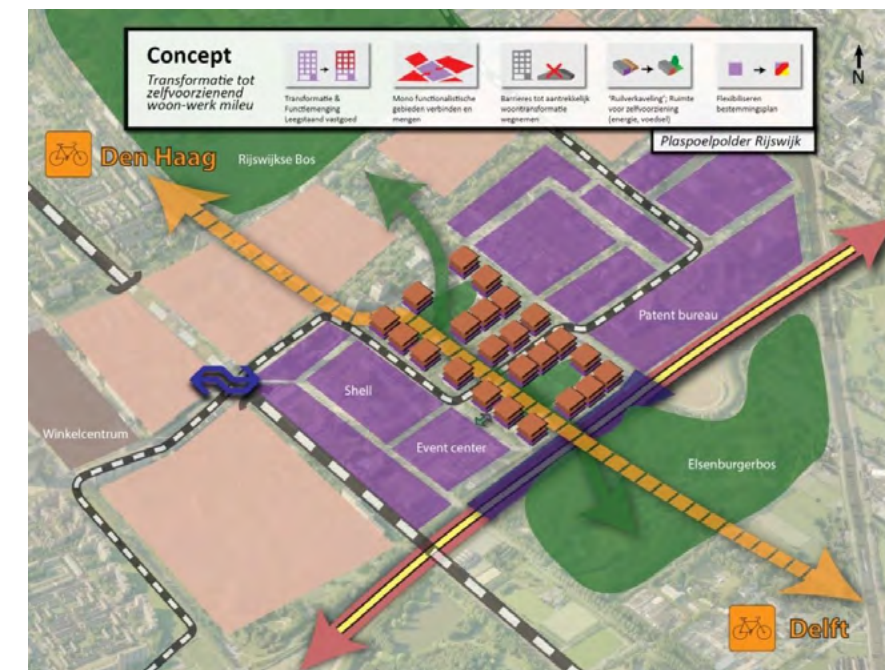 Concept
Transformatie tot
zelfvoorzienend
woon-werk mileu
Transformatie &
Functiemenging
Leegstaand vastgoed
Mono functionalistische
gebieden verbinden en
mengen
Barrieres tot aantrekkelijk
woontransformatie
wegnemen
'Ruilverkaveling'; Ruimte
voor zelfvoorziening
(energie, voedsel)
Flexibiliseren
bestemmingsplan
N
Plaspoelpolder Rijswijk
Den Haag
Rijswijkse Bos
Patent bureau
Shell
Winkelcentrum
Event center
Elsenburgerbos
Delft